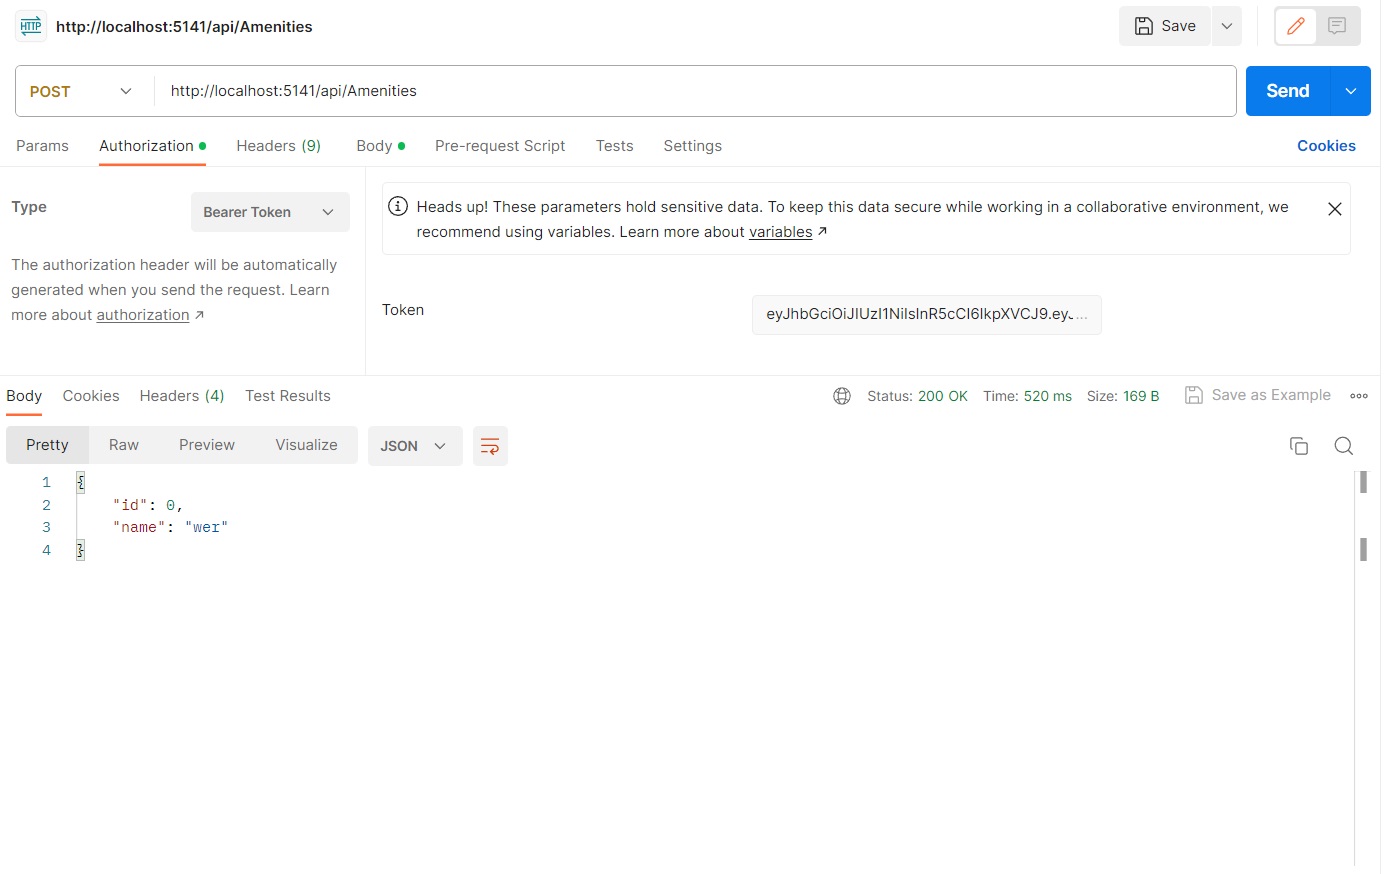 HTTP http://localhost:5141/api/Amenities Save
POST http://localhost:5141/api/Amenities Send
Params Authorization Headers (9) Body Pre-request Script Tests Settings Cookies
Type Bearer Token
The authorization header will be automatically
generated when you send the request. Learn
more about authorization ↗
Heads up! These parameters hold sensitive data. To keep this data secure while working in a collaborative environment, we
recommend using variables. Learn more about variables ↗
Token eyJhbGciOiJIUzI1NiIsInR5cCI6IkpXVCJ9.eyJ...
Body Cookies Headers (4) Test Results Status: 200 OK Time: 520 ms Size: 169 B Save as Example
Pretty Raw Preview Visualize JSON
1 {
2 "id": 0,
3 "name": "wer"
4 }